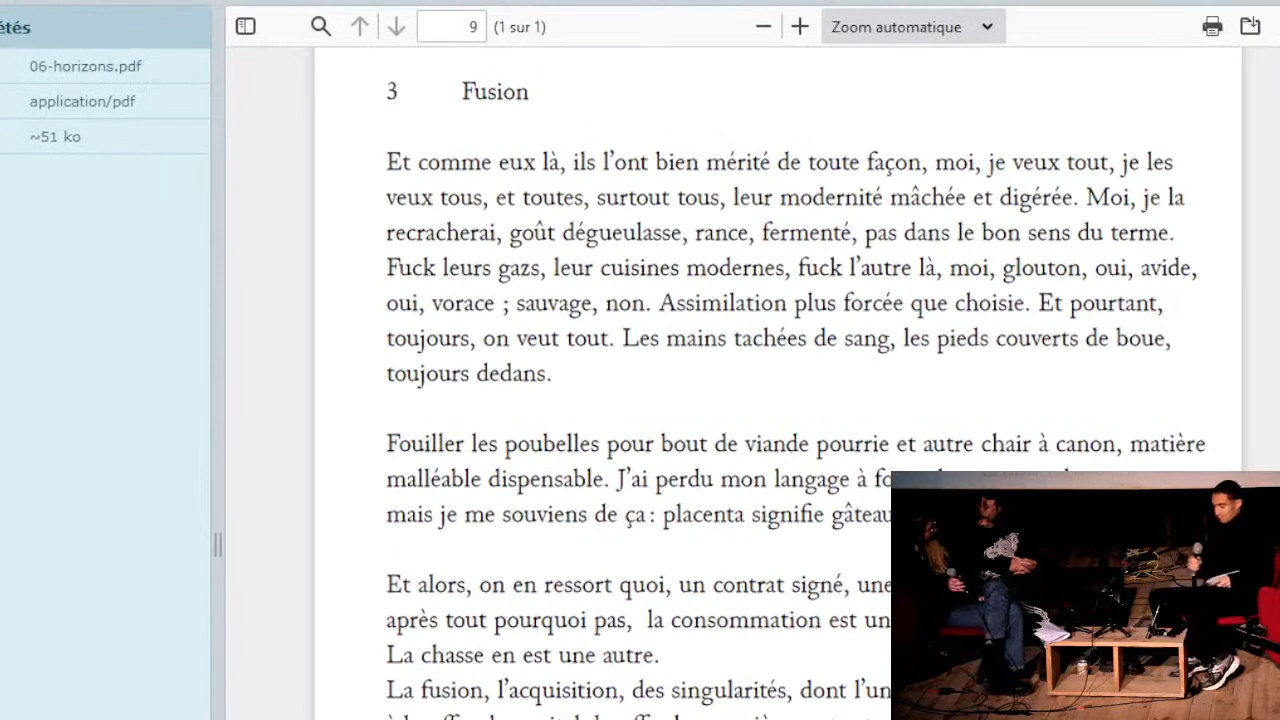 étés
06-horizons.pdf
application/pdf
~51 ko
9 (1 sur 1)
Zoom automatique
3 Fusion
Et comme eux là, ils l’ont bien mérité de toute façon, moi, je veux tout, je les
veux tous, et toutes, surtout tous, leur modernité mâchée et digérée. Moi, je la
recracherai, goût dégueulasse, rance, fermenté, pas dans le bon sens du terme.
Fuck leurs gazs, leur cuisines modernes, fuck l’autre là, moi, glouton, oui, avide,
oui, vorace ; sauvage, non. Assimilation plus forcée que choisie. Et pourtant,
toujours, on veut tout. Les mains tachées de sang, les pieds couverts de boue,
toujours dedans.
Fouiller les poubelles pour bout de viande pourrie et autre chair à canon, matière
malléable dispensable. J’ai perdu mon langage à
mais je me souviens de ça : placenta signifie gâteau
Et alors, on en ressort quoi, un contrat signé, une
après tout pourquoi pas, la consommation est un
La chasse en est une autre.
La fusion, l’acquisition, des singularités, dont l’un